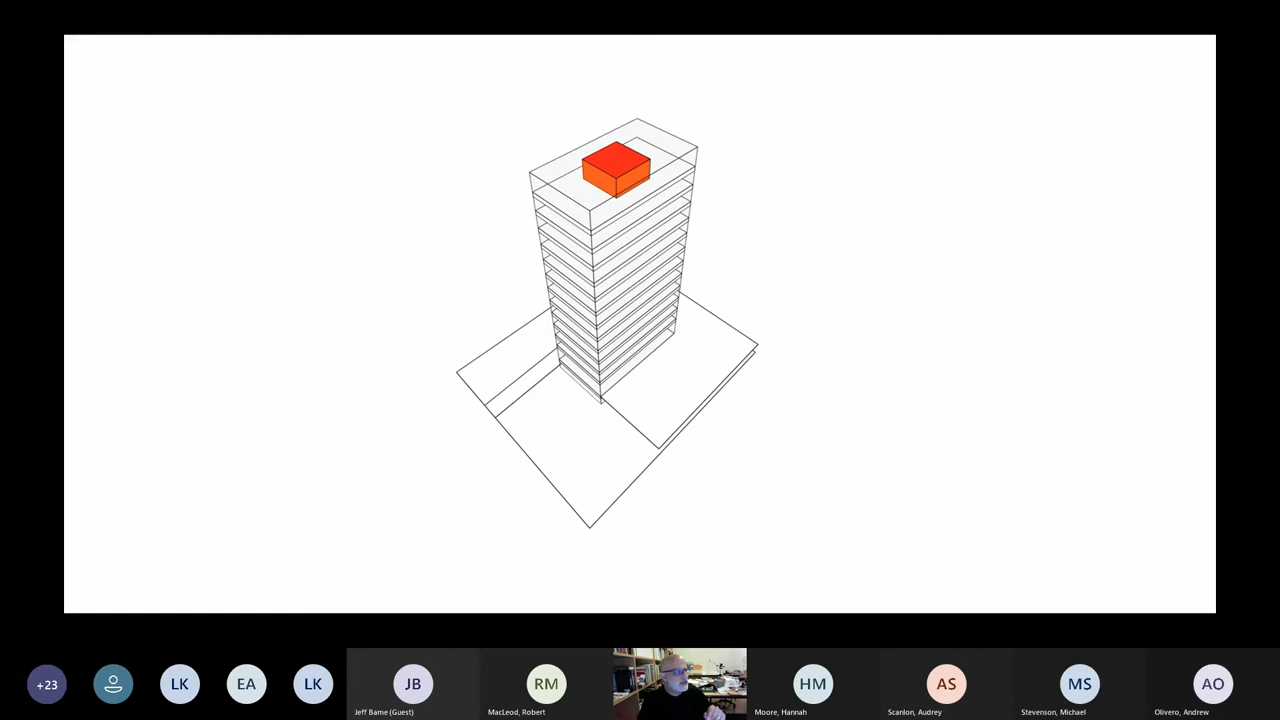 +23
LK
EA
LK
JB
Jeff Bame (Guest)
RM
MacLeod, Robert
HM
Moore, Hannah
AS
Scanlon, Audrey
MS
Stevenson, Michael
AO
Olivero, Andrew